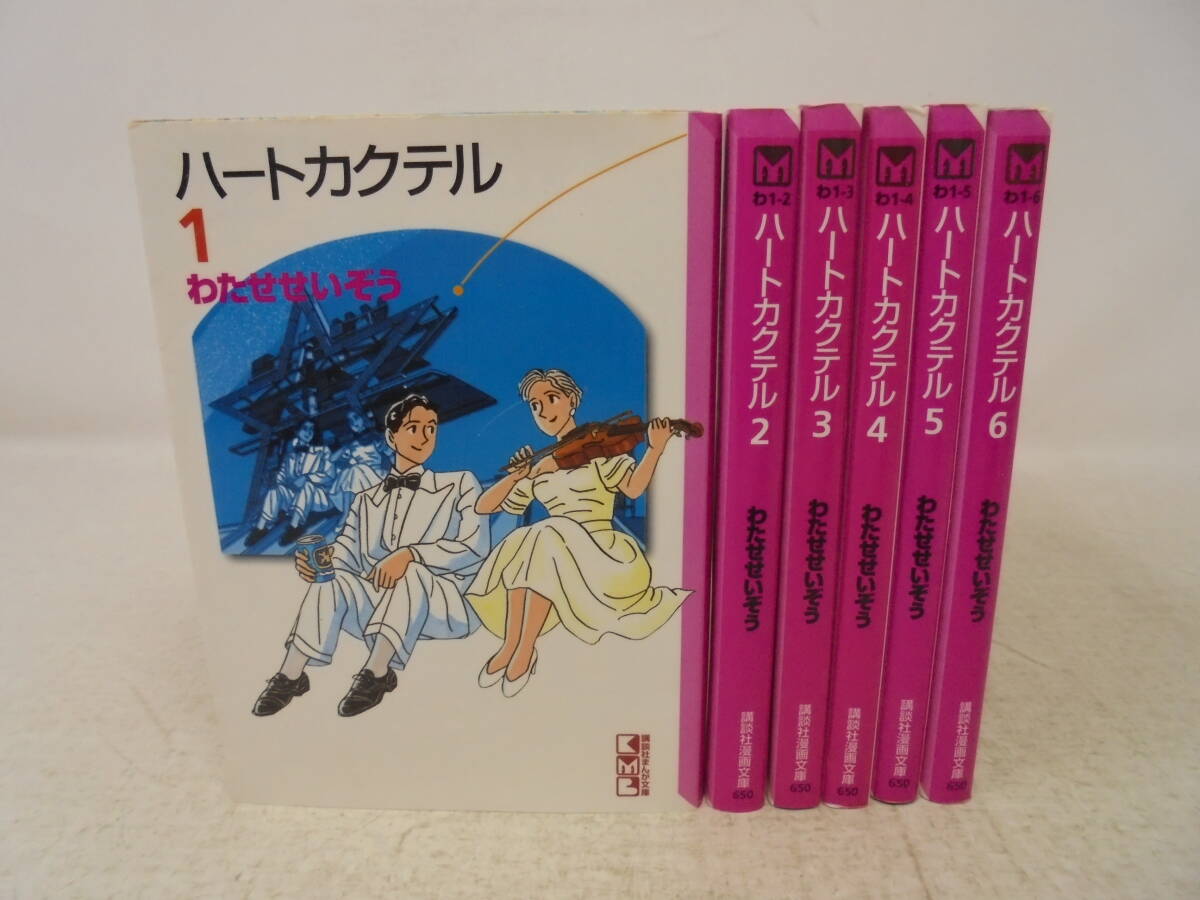 ハートカクテル
1
わたせせいぞう
KMB
講談社まんが文庫
わ1-2
ハートカクテル 2
わたせせいぞう
講談社漫画文庫
650
わ1-3
ハートカクテル 3
わたせせいぞう
講談社漫画文庫
650
わ1-4
ハートカクテル 4
わたせせいぞう
講談社漫画文庫
650
わ1-5
ハートカクテル 5
わたせせいぞう
講談社漫画文庫
650
わ1-6
ハートカクテル 6
わたせせいぞう
講談社漫画文庫
650